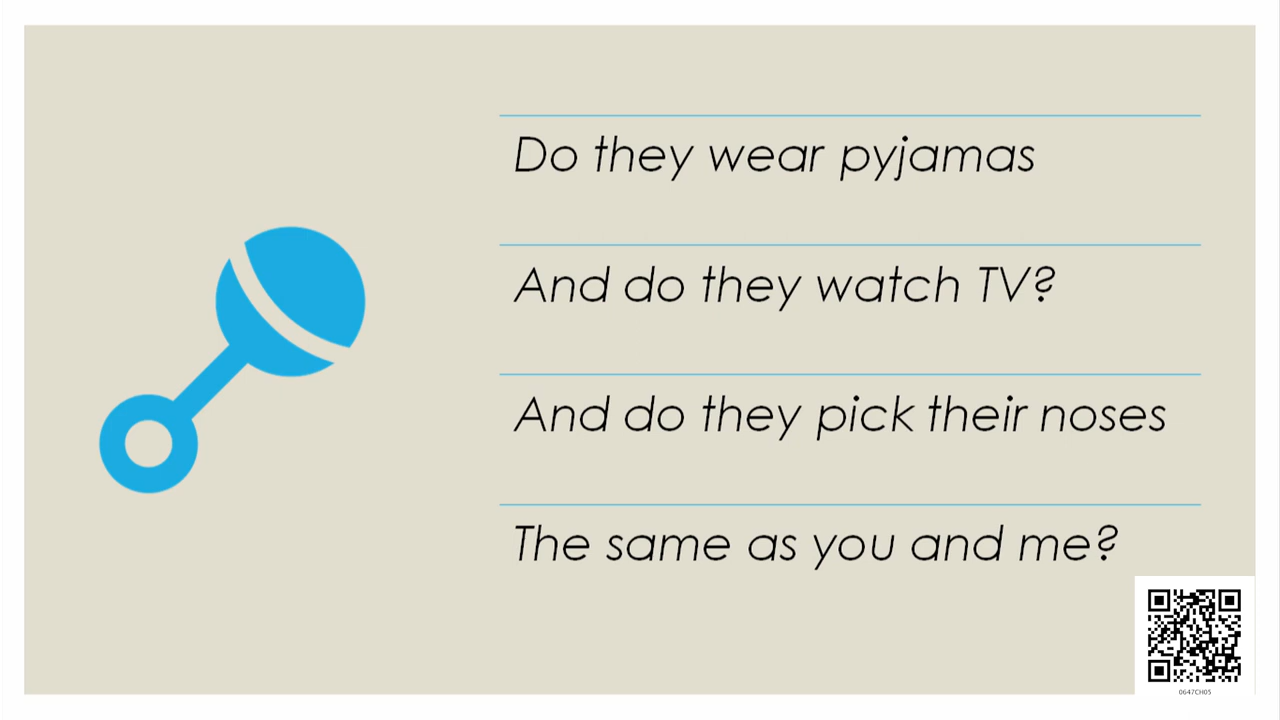 Do they wear pyjamas
And do they watch TV?
And do they pick their noses
The same as you and me?
0647CH05